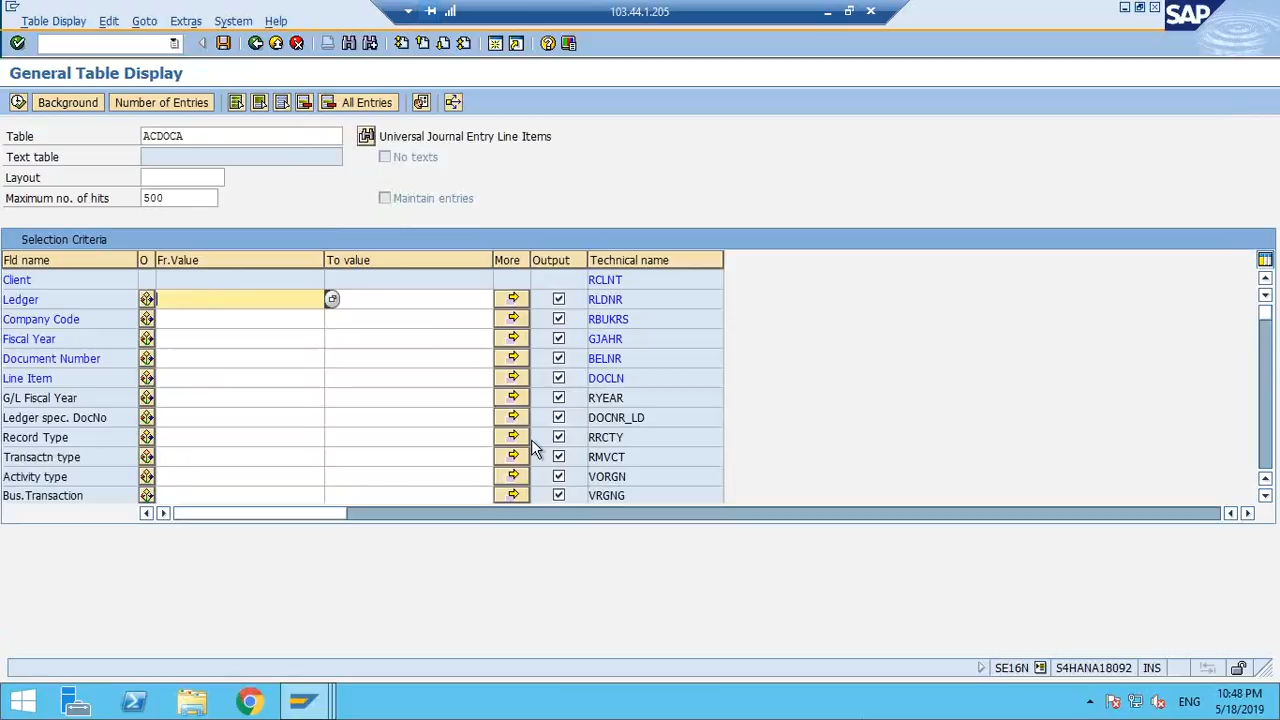 103.44.1.205
Table Display Edit Goto Extras System Help
SAP
General Table Display
Background Number of Entries All Entries
Table ACDOCA Universal Journal Entry Line Items
Text table No texts
Layout
Maximum no. of hits 500 Maintain entries
Selection Criteria
Fld name O Fr.Value To value More Output Technical name
Client RCLNT
Ledger RLDNR
Company Code RBUKRS
Fiscal Year GJAHR
Document Number BELNR
Line Item DOCLN
G/L Fiscal Year RYEAR
Ledger spec. DocNo DOCNR_LD
Record Type RRCTY
Transactn type RMVCT
Activity type VORGN
Bus.Transaction VRGNG
SE16N S4HANA18092 INS
ENG 10:48 PM
5/18/2019